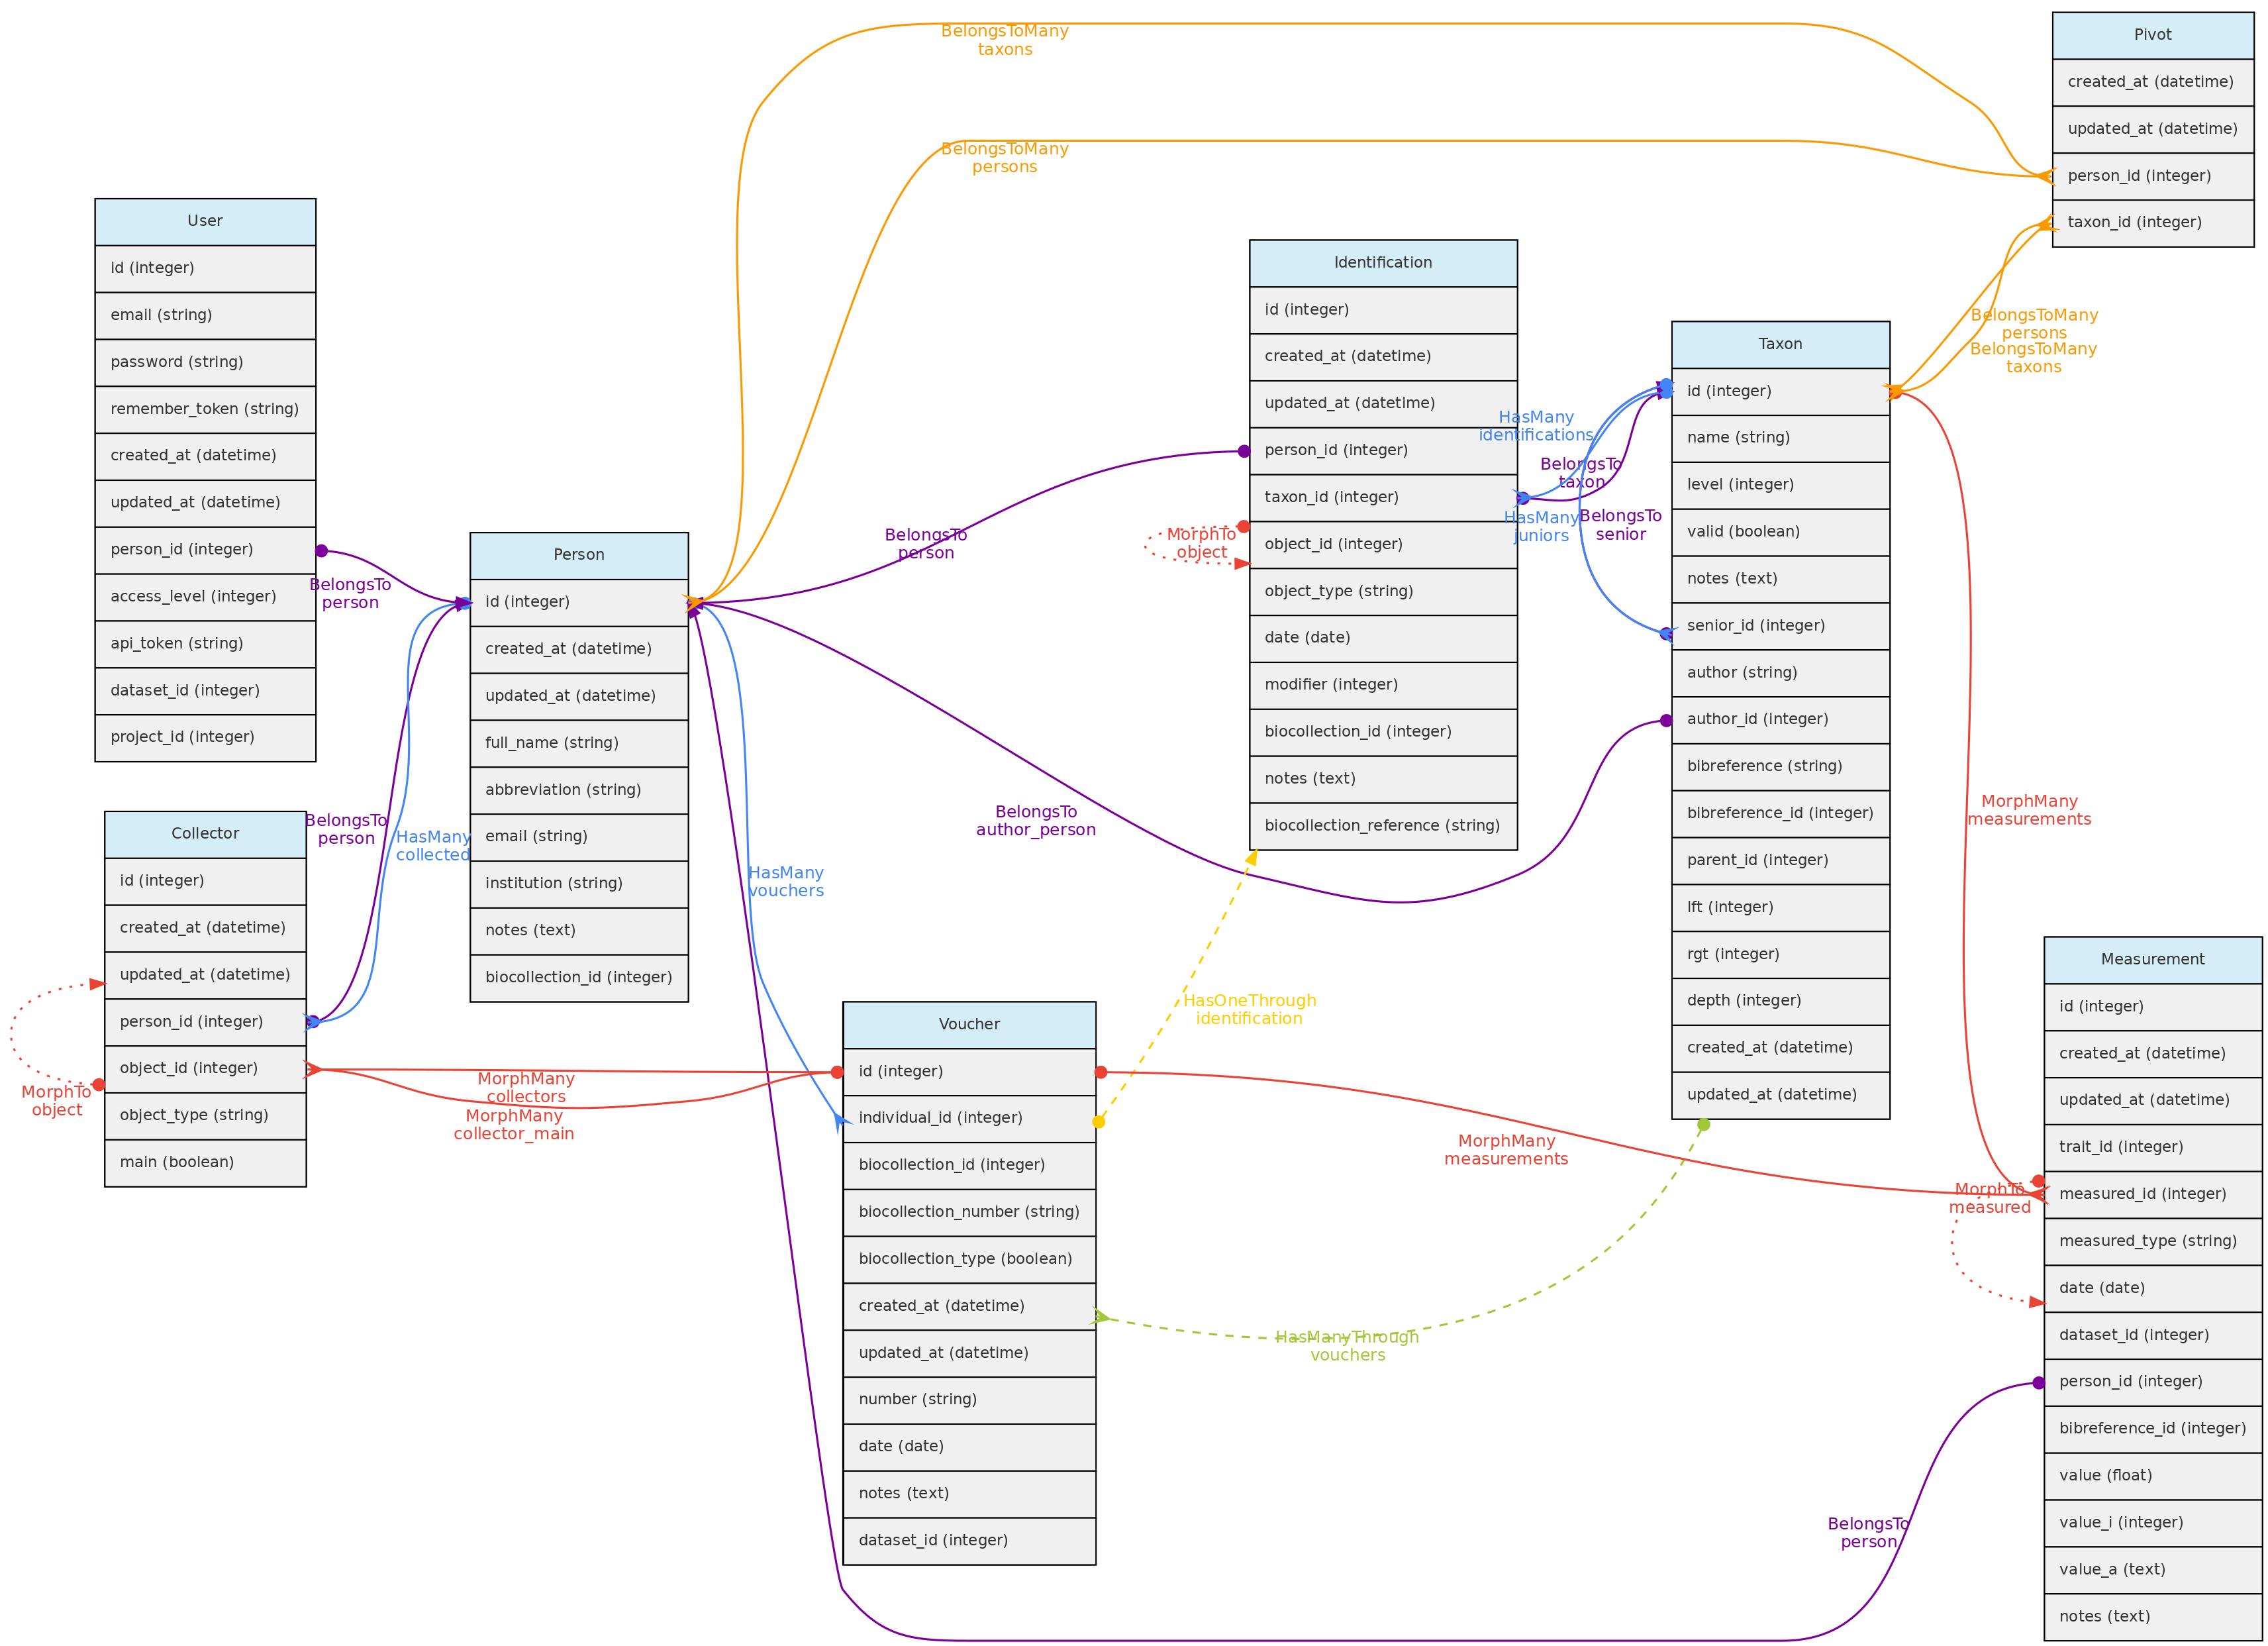 BelongsToMany
taxons
BelongsToMany
persons
Pivot
created_at (datetime)
updated_at (datetime)
person_id (integer)
taxon_id (integer)
User
id (integer)
email (string)
password (string)
remember_token (string)
created_at (datetime)
updated_at (datetime)
person_id (integer)
access_level (integer)
api_token (string)
dataset_id (integer)
project_id (integer)
BelongsTo
person
Person
id (integer)
created_at (datetime)
updated_at (datetime)
full_name (string)
abbreviation (string)
email (string)
institution (string)
notes (text)
biocollection_id (integer)
BelongsTo
person
Identification
id (integer)
created_at (datetime)
updated_at (datetime)
person_id (integer)
taxon_id (integer)
object_id (integer)
object_type (string)
date (date)
modifier (integer)
biocollection_id (integer)
notes (text)
biocollection_reference (string)
MorphTo
object
HasMany
identifications
BelongsTo
taxon
HasMany
juniors
BelongsTo
senior
Taxon
id (integer)
name (string)
level (integer)
valid (boolean)
notes (text)
senior_id (integer)
author (string)
author_id (integer)
bibreference (string)
bibreference_id (integer)
parent_id (integer)
lft (integer)
rgt (integer)
depth (integer)
created_at (datetime)
updated_at (datetime)
BelongsToMany
persons
BelongsToMany
taxons
MorphMany
measurements
BelongsTo
author_person
Collector
id (integer)
created_at (datetime)
updated_at (datetime)
person_id (integer)
object_id (integer)
object_type (string)
main (boolean)
BelongsTo
person
HasMany
collected
MorphTo
object
HasMany
vouchers
MorphMany
collectors
MorphMany
collector_main
Voucher
id (integer)
individual_id (integer)
biocollection_id (integer)
biocollection_number (string)
biocollection_type (boolean)
created_at (datetime)
updated_at (datetime)
number (string)
date (date)
notes (text)
dataset_id (integer)
HasOneThrough
identification
MorphMany
measurements
HasManyThrough
vouchers
MorphTo
measured
BelongsTo
person
Measurement
id (integer)
created_at (datetime)
updated_at (datetime)
trait_id (integer)
measured_id (integer)
measured_type (string)
date (date)
dataset_id (integer)
person_id (integer)
bibreference_id (integer)
value (float)
value_i (integer)
value_a (text)
notes (text)